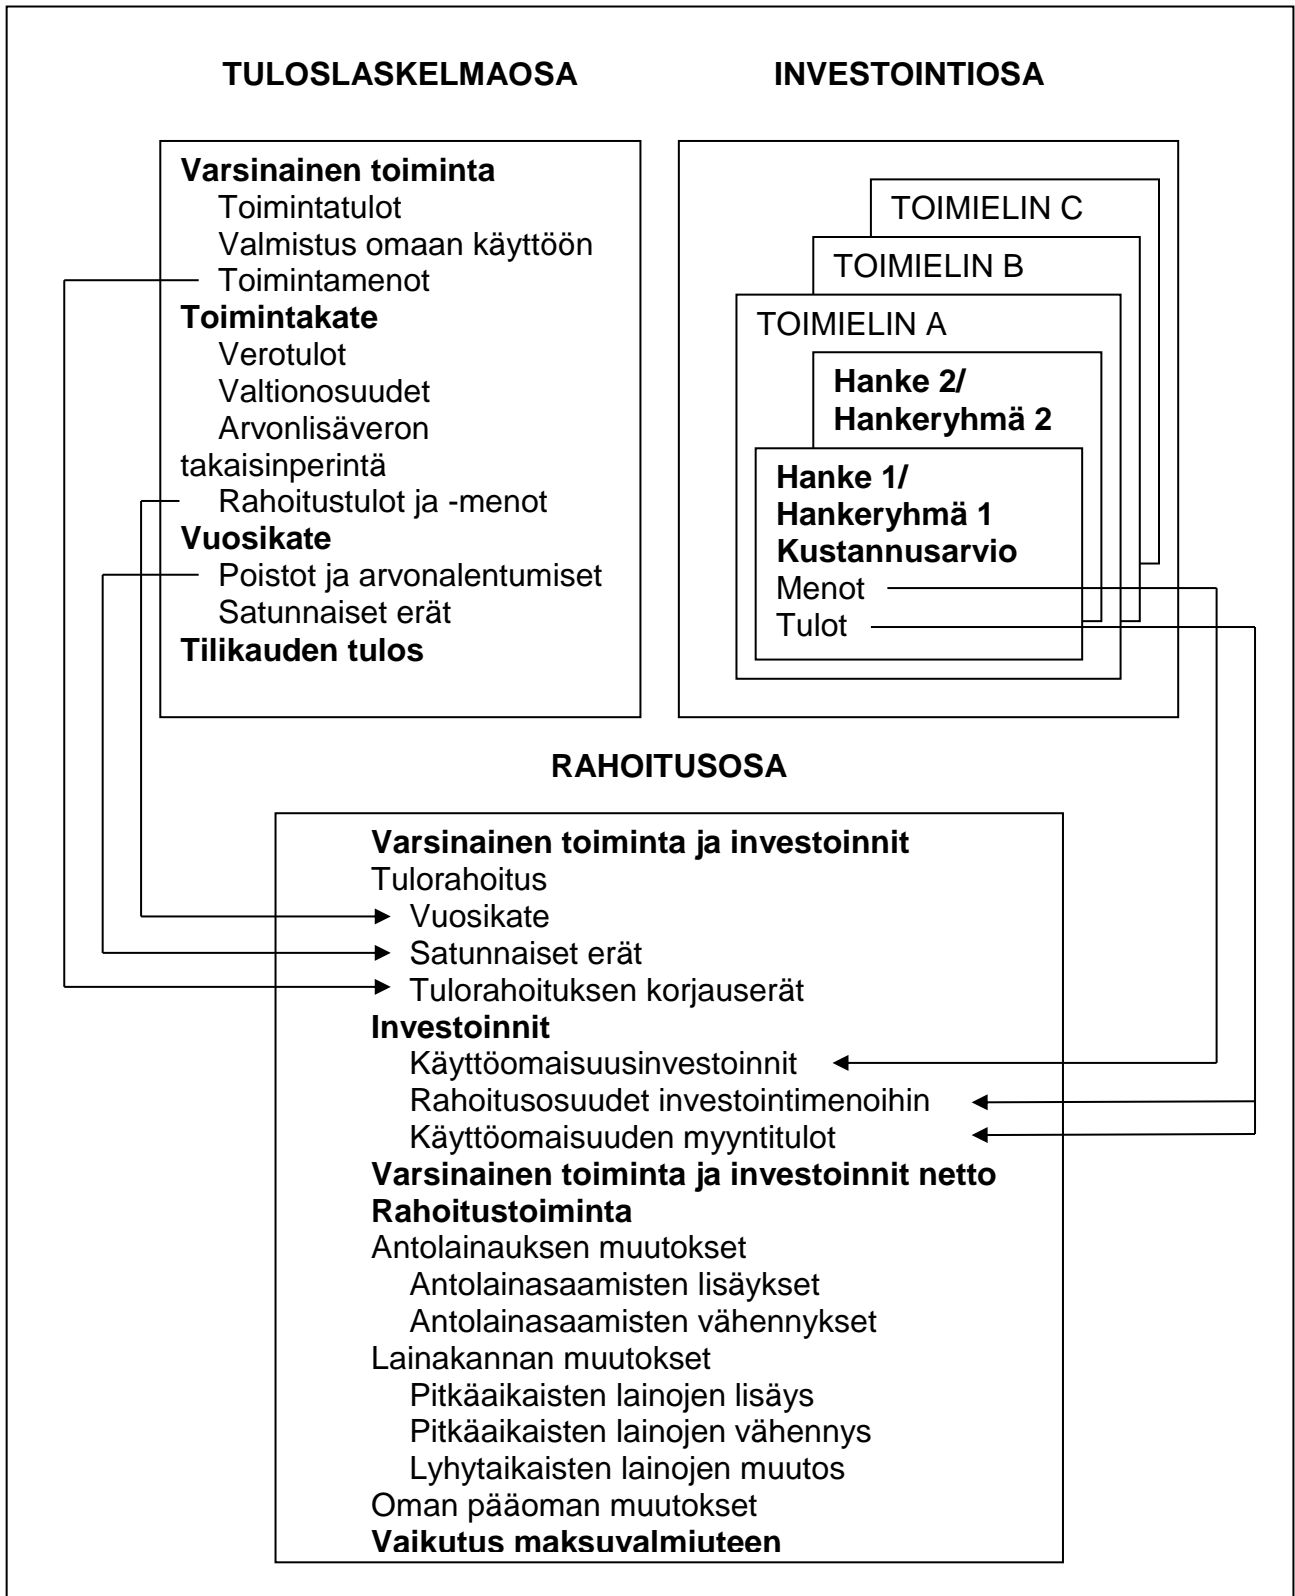 TULOSLASKELMAOSA
Varsinainen toiminta
Toimintatulot
Valmistus omaan käyttöön
Toimintamenot
Toimintakate
Verotulot
Valtionosuudet
Arvonlisäveron
takaisinperintä
Rahoitustulot ja -menot
Vuosikate
Poistot ja arvonalentumiset
Satunnaiset erät
Tilikauden tulos
INVESTOINTIOSA
TOIMIELIN C
TOIMIELIN B
TOIMIELIN A
Hanke 2/
Hankeryhmä 2
Hanke 1/
Hankeryhmä 1
Kustannusarvio
Menot
Tulot
RAHOITUSOSA
Varsinainen toiminta ja investoinnit
Tulorahoitus
Vuosikate
Satunnaiset erät
Tulorahoituksen korjauserät
Investoinnit
Käyttöomaisuusinvestoinnit
Rahoitusosuudet investointimenoihin
Käyttöomaisuuden myyntitulot
Varsinainen toiminta ja investoinnit netto
Rahoitustoiminta
Antolainauksen muutokset
Antolainasaamisten lisäykset
Antolainasaamisten vähennykset
Lainakannan muutokset
Pitkäaikaisten lainojen lisäys
Pitkäaikaisten lainojen vähennys
Lyhytaikaisten lainojen muutos
Oman pääoman muutokset
Vaikutus maksuvalmiuteen